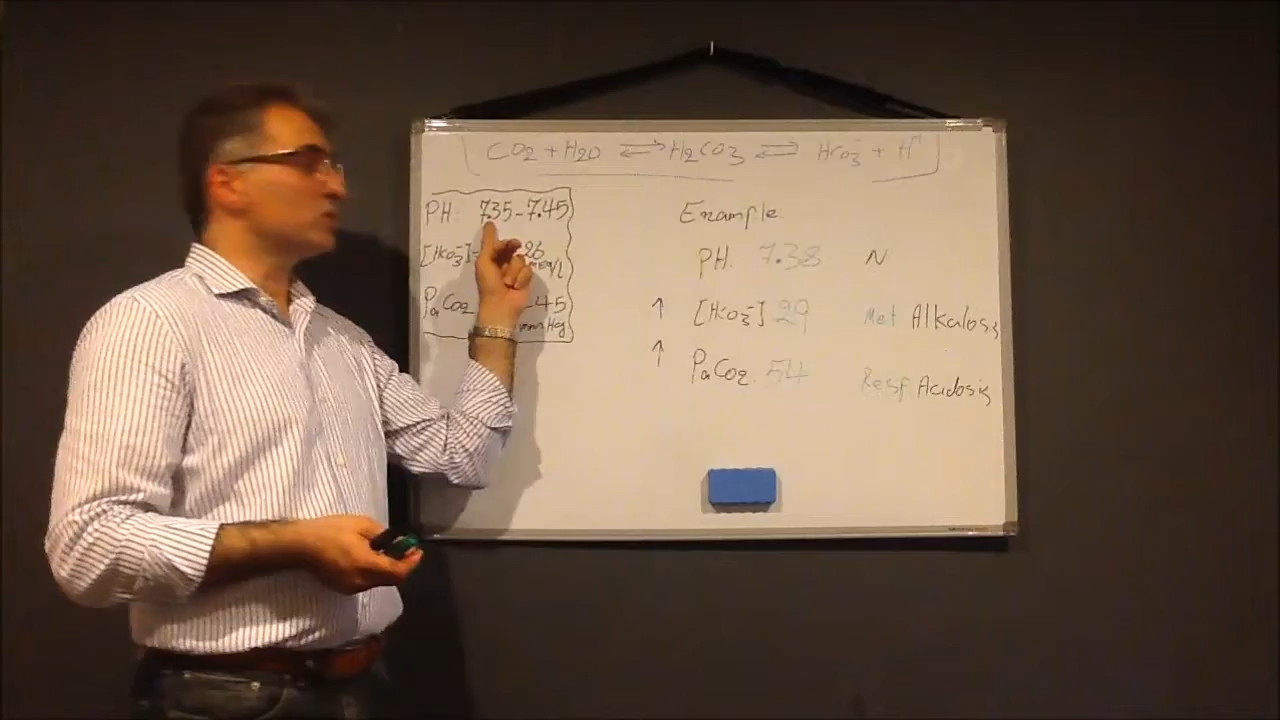 CO2 + H2O ⇌ H2CO3 ⇌ HCO3- + H+
PH: 7.35-7.45
[HCO3-] - 26
meq/L
PaCO2 -45
mmHg
Example
PH. 7.38 N
↑ [HCO3-] 29 Met Alkalosis
↑ PaCO2. 54 Resp Acidosis